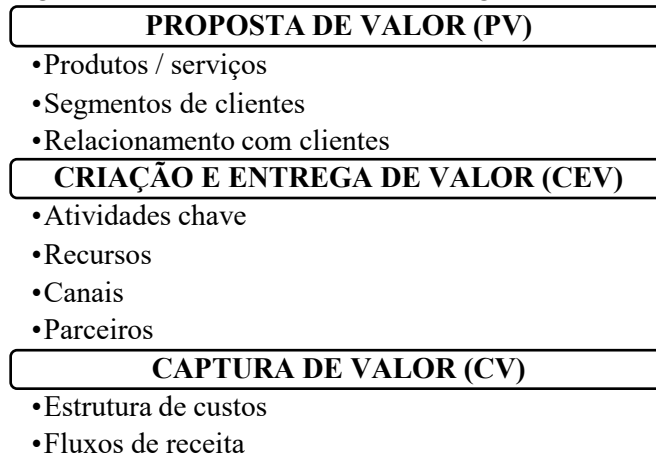 PROPOSTA DE VALOR (PV)
•Produtos / serviços
•Segmentos de clientes
•Relacionamento com clientes
CRIAÇÃO E ENTREGA DE VALOR (CEV)
•Atividades chave
•Recursos
•Canais
•Parceiros
CAPTURA DE VALOR (CV)
•Estrutura de custos
•Fluxos de receita